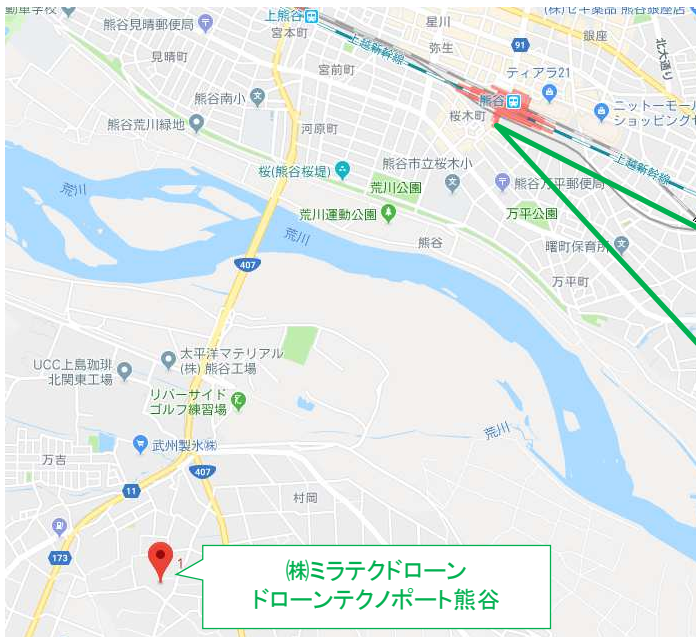 動車学校
上熊谷
星川
(株)セキ薬品 熊谷銀座店
熊谷見晴郵便局
宮本町
弥生
91
銀座
見晴町
上越新幹線
北大通り
宮前町
ティアラ21
熊谷南小
熊谷
ニットーモール
ショッピングセ
熊谷荒川緑地
河原町
桜木町
桜(熊谷桜堤)
熊谷市立桜木小
上越新幹線
荒川
荒川公園
熊谷万平郵便局
荒川運動公園
万平公園
荒川
熊谷
曙町保育所
407
万平町
UCC上島珈琲
北関東工場
太平洋マテリアル
(株) 熊谷工場
リバーサイド
ゴルフ練習場
荒川
武州製氷㈱
万吉
407
11
村岡
173
1
㈱ミラテクドローン
ドローンテクノポート熊谷